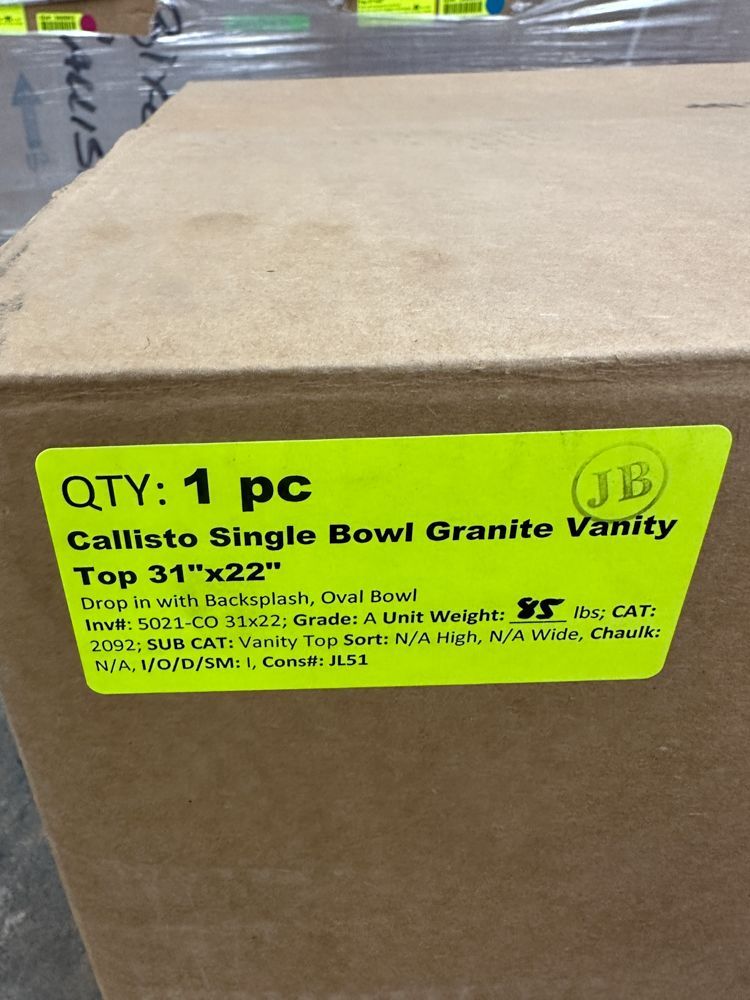 QTY: 1 pc
JB
Callisto Single Bowl Granite Vanity
Top 31"x22"
Drop in with Backsplash, Oval Bowl
Inv#: 5021-CO 31x22; Grade: A Unit Weight: 85 lbs; CAT:
2092; SUB CAT: Vanity Top Sort: N/A High, N/A Wide, Chaulk:
N/A, I/O/D/SM: I, Cons#: JL51